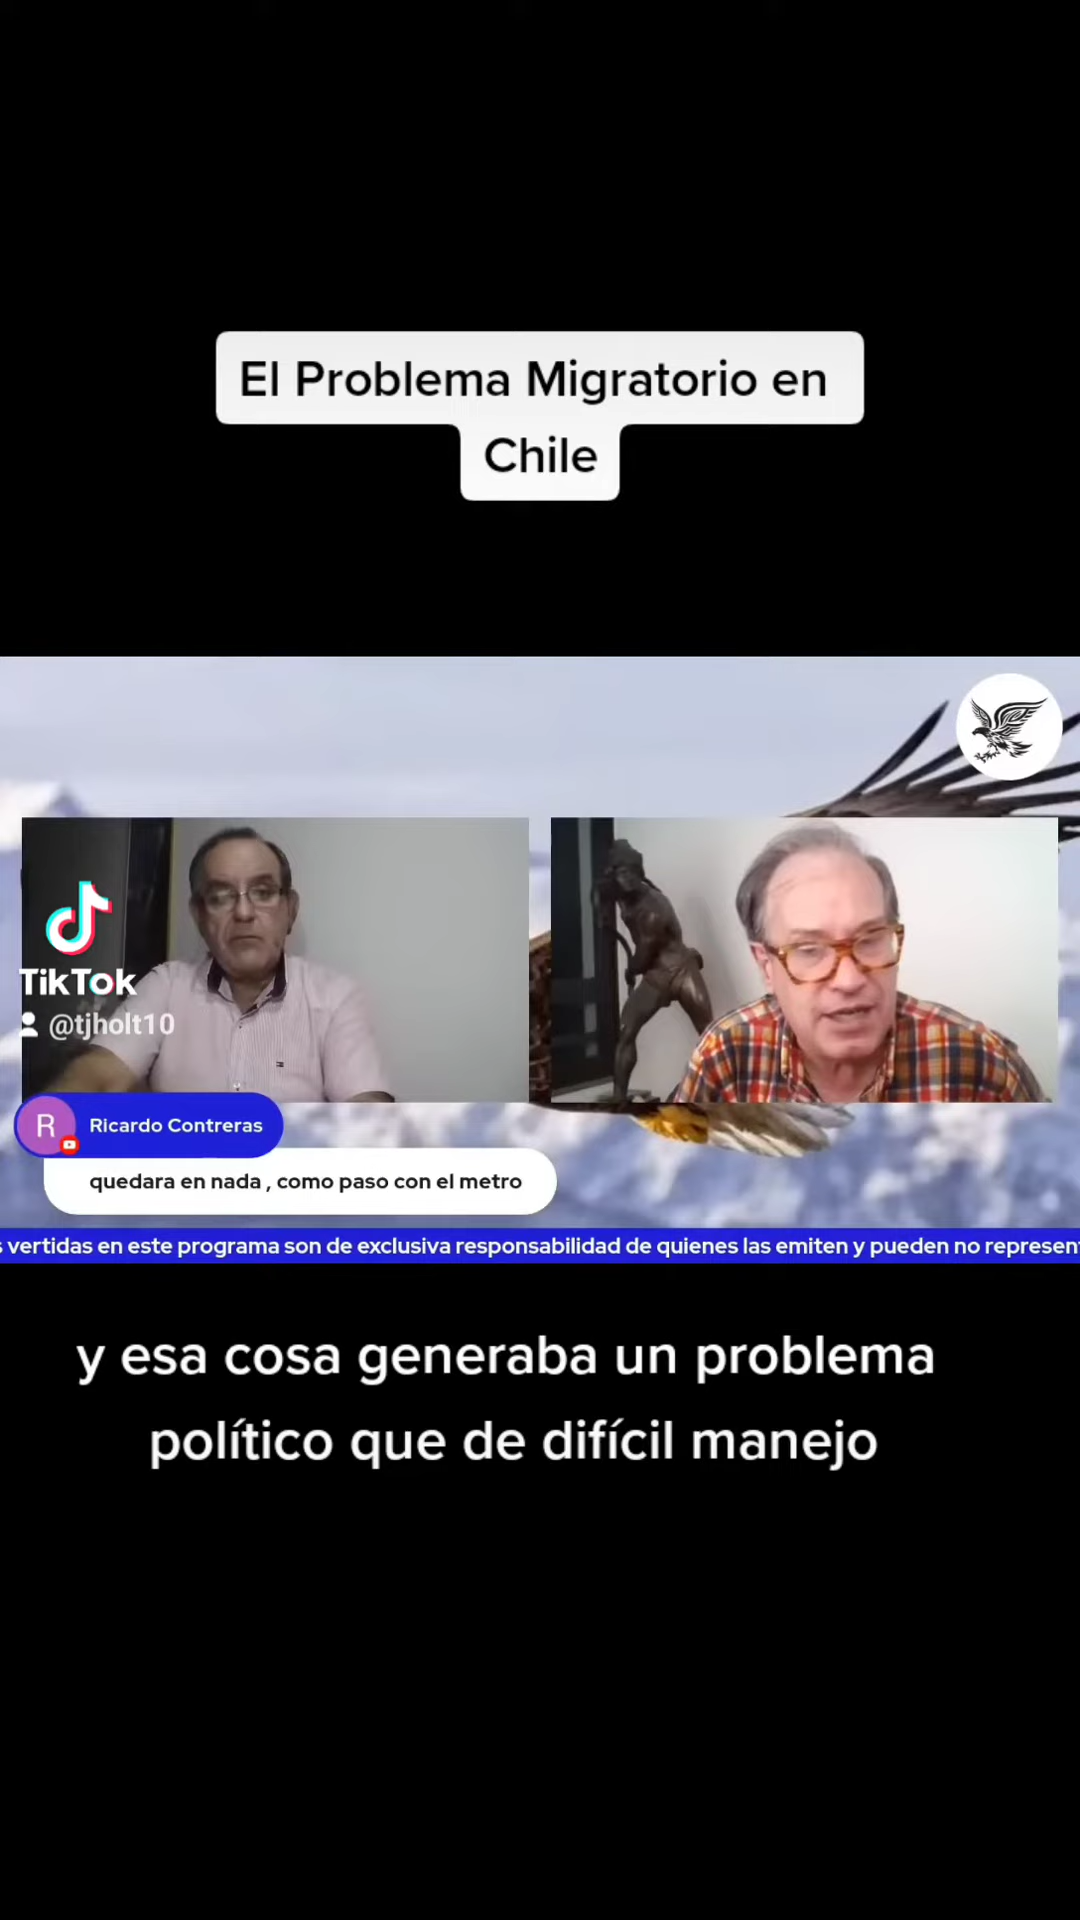 El Problema Migratorio en
Chile
TikTok
@tjholt10
R
Ricardo Contreras
quedara en nada , como paso con el metro
s vertidas en este programa son de exclusiva responsabilidad de quienes las emiten y pueden no represent
y esa cosa generaba un problema
político que de difícil manejo